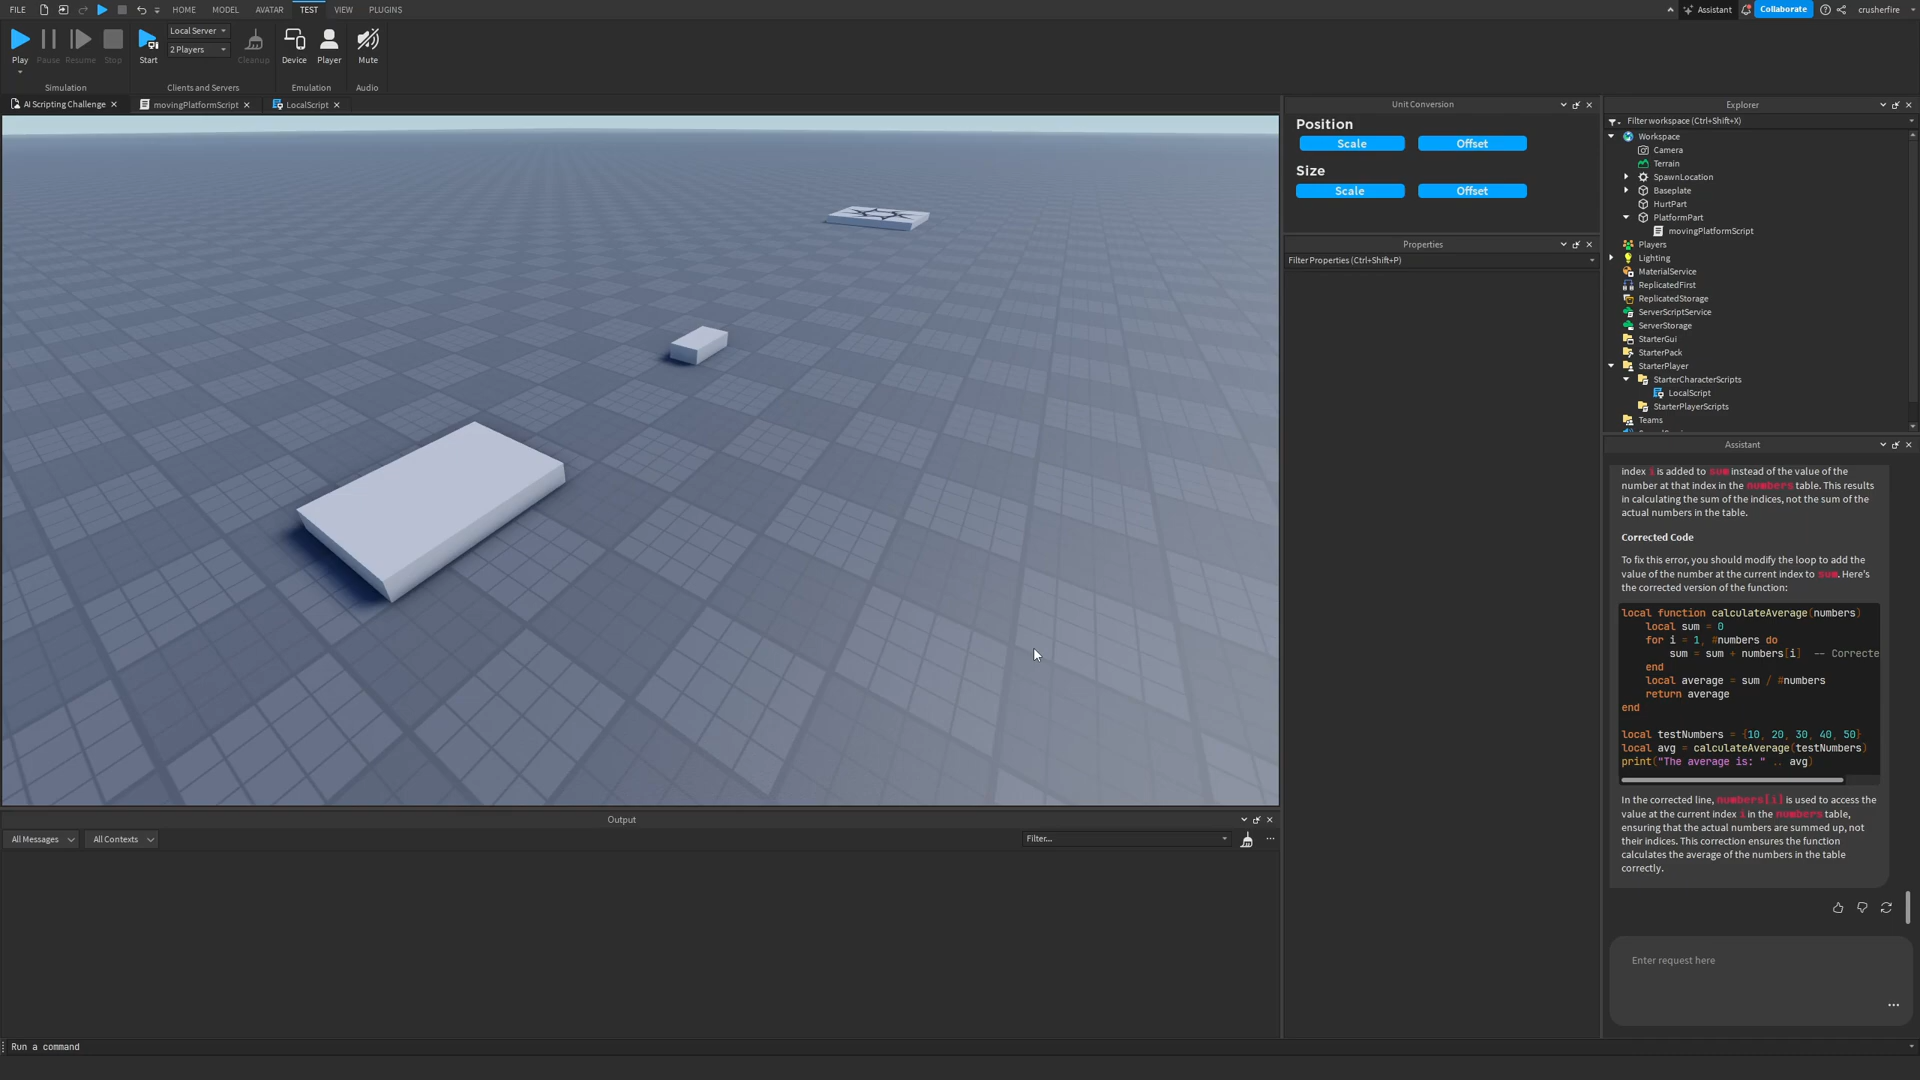 FILE HOME MODEL AVATAR TEST VIEW PLUGINS Assistant Collaborate crusherfire
Play Pause Resume Stop Start Local Server Cleanup Device Player Mute
2 Players
Simulation Clients and Servers Emulation Audio
AI Scripting Challenge movingPlatformScript LocalScript
Unit Conversion
Position
Scale Offset
Size
Scale Offset
Properties
Filter Properties (Ctrl+Shift+P)
Explorer
Filter workspace (Ctrl+Shift+X)
Workspace
Camera
Terrain
SpawnLocation
Baseplate
HurtPart
PlatformPart
movingPlatformScript
Players
Lighting
MaterialService
ReplicatedFirst
ReplicatedStorage
ServerScriptService
ServerStorage
StarterGui
StarterPack
StarterPlayer
StarterCharacterScripts
LocalScript
StarterPlayerScripts
Teams
Assistant
index i is added to sum instead of the value of the
number at that index in the numbers table. This results
in calculating the sum of the indices, not the sum of the
actual numbers in the table.
Corrected Code
To fix this error, you should modify the loop to add the
value of the number at the current index to sum. Here's
the corrected version of the function:
local function calculateAverage(numbers)
local sum = 0
for i = 1, #numbers do
sum = sum + numbers[i] -- Correcte
end
local average = sum / #numbers
return average
end
local testNumbers = {10, 20, 30, 40, 50}
local avg = calculateAverage(testNumbers)
print("The average is: " .. avg)
In the corrected line, numbers[i] is used to access the
value at the current index i in the numbers table,
ensuring that the actual numbers are summed up, not
their indices. This correction ensures the function
calculates the average of the numbers in the table
correctly.
Enter request here
Output
All Messages All Contexts Filter...
Run a command